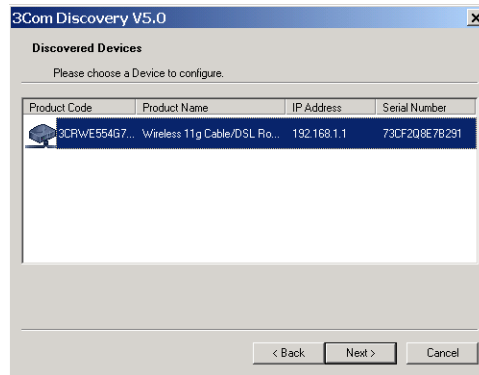 3Com Discovery V5.0
Discovered Devices
Please choose a Device to configure.
Product Code Product Name IP Address Serial Number
3CRWE554G7... Wireless 11g Cable/DSL Ro... 192.168.1.1 73CF2Q8E7B291
< Back Next > Cancel